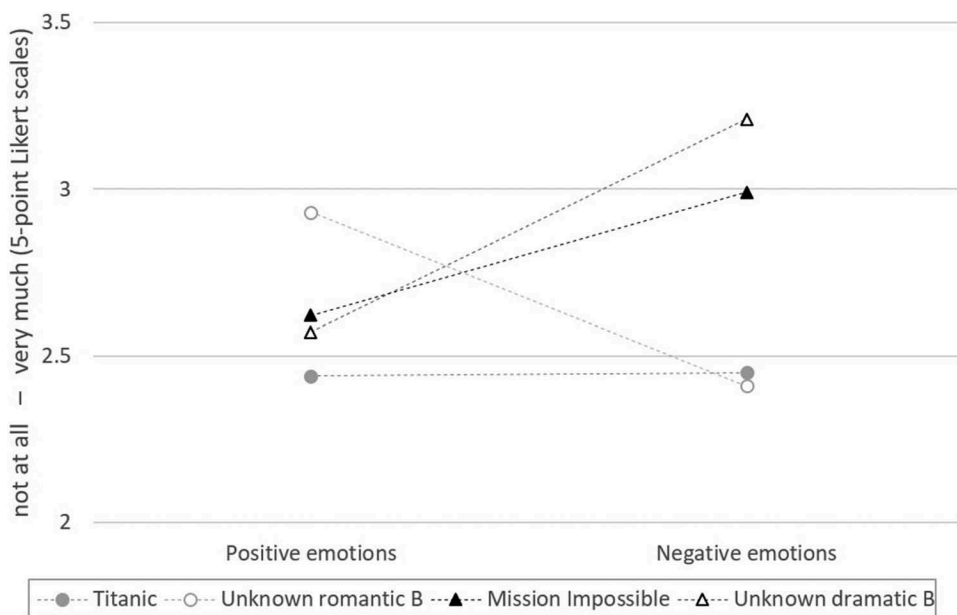 not at all – very much (5-point Likert scales)
3.5
3
2.5
2
Positive emotions
Negative emotions
Titanic
Unknown romantic B
Mission Impossible
Unknown dramatic B